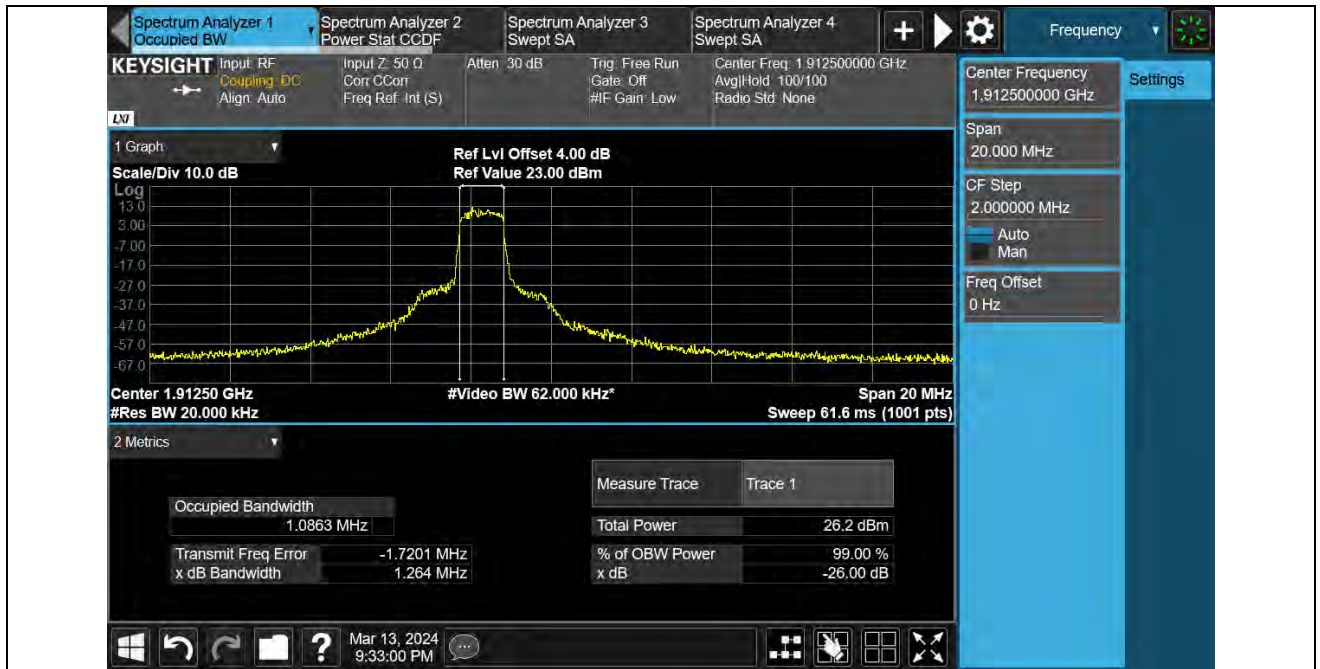 Spectrum Analyzer 1
Occupied BW
Spectrum Analyzer 2
Power Stat CCDF
Spectrum Analyzer 3
Swept SA
Spectrum Analyzer 4
Swept SA
+
Frequency
KEYSIGHT
LXI
Input: RF
Coupling: DC
Align: Auto
Input Z: 50 Ω
Corr CCorr
Freq Ref: Int (S)
Atten: 30 dB
Trig: Free Run
Gate: Off
#IF Gain: Low
Center Freq: 1.912500000 GHz
Avg|Hold: 100/100
Radio Std: None
Center Frequency
1.912500000 GHz
Settings
Span
20.000 MHz
CF Step
2.000000 MHz
Auto
Man
Freq Offset
0 Hz
1 Graph
Scale/Div 10.0 dB
Ref Lvl Offset 4.00 dB
Ref Value 23.00 dBm
Log
13.0
3.00
-7.00
-17.0
-27.0
-37.0
-47.0
-57.0
-67.0
Center 1.91250 GHz
#Res BW 20.000 kHz
#Video BW 62.000 kHz*
Span 20 MHz
Sweep 61.6 ms (1001 pts)
2 Metrics
Occupied Bandwidth
1.0863 MHz
Transmit Freq Error -1.7201 MHz
x dB Bandwidth 1.264 MHz
Measure Trace Trace 1
Total Power 26.2 dBm
% of OBW Power 99.00 %
x dB -26.00 dB
?
Mar 13, 2024
9:33:00 PM